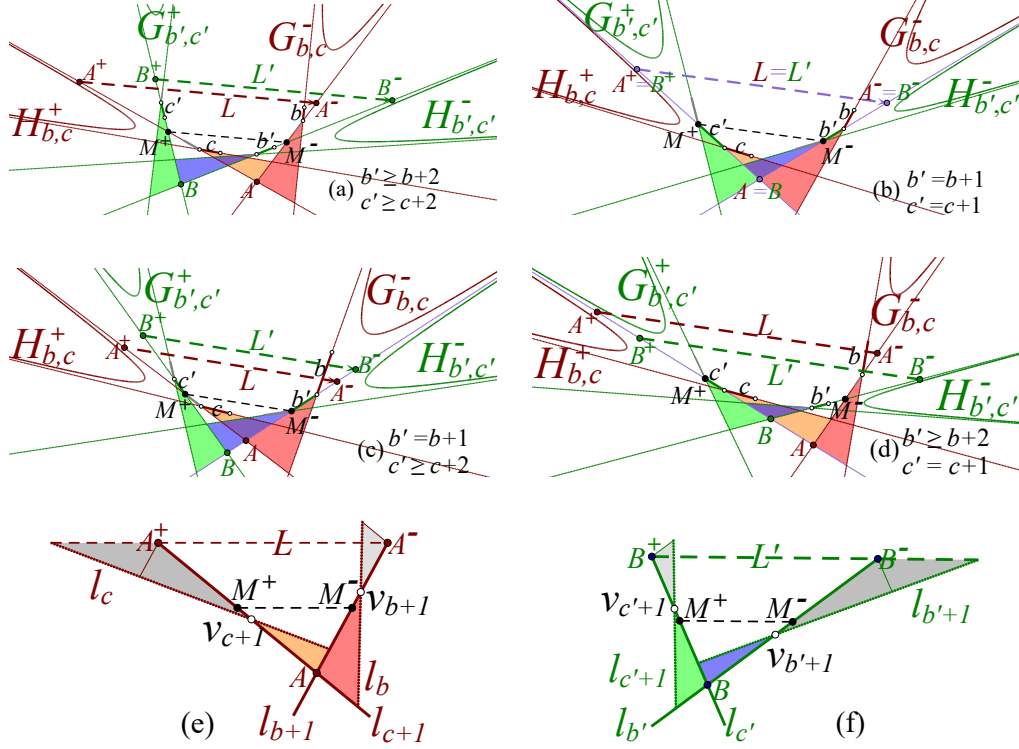 G⁺b′,c′ G⁻b,c
A⁺ B⁺ L′ B⁻
L A⁻
H⁺b,c c′ b H⁻b′,c′
M⁺ c b′ M⁻
B A (a) b′ ≥ b+2
c′ ≥ c+2
G⁺b′,c′ G⁻b,c
A⁺=B⁺ L=L′ A⁻=B⁻
H⁺b,c b H⁻b′,c′
M⁺ c′ c b′ M⁻
A=B (b) b′ = b+1
c′ = c+1
G⁺b′,c′ G⁻b,c
B⁺ L′ B⁻
H⁺b,c A⁺ L A⁻ H⁻b′,c′
M⁺ c′ c b′ b M⁻
B A (c) b′ = b+1
c′ ≥ c+2
G⁺b′,c′ G⁻b,c
A⁺ L A⁻
H⁺b,c B⁺ L′ b B⁻
M⁺ c′ c b′ M⁻ H⁻b′,c′
B A (d) b′ ≥ b+2
c′ = c+1
A⁺ L A⁻
lc M⁺ M⁻ vb+1
vc+1
A lb
lb+1 lc+1
(e)
B⁺ L′ B⁻
vc′+1 M⁺ M⁻ lb′+1
vb′+1
lc′+1 B
lb′ lc′
(f)